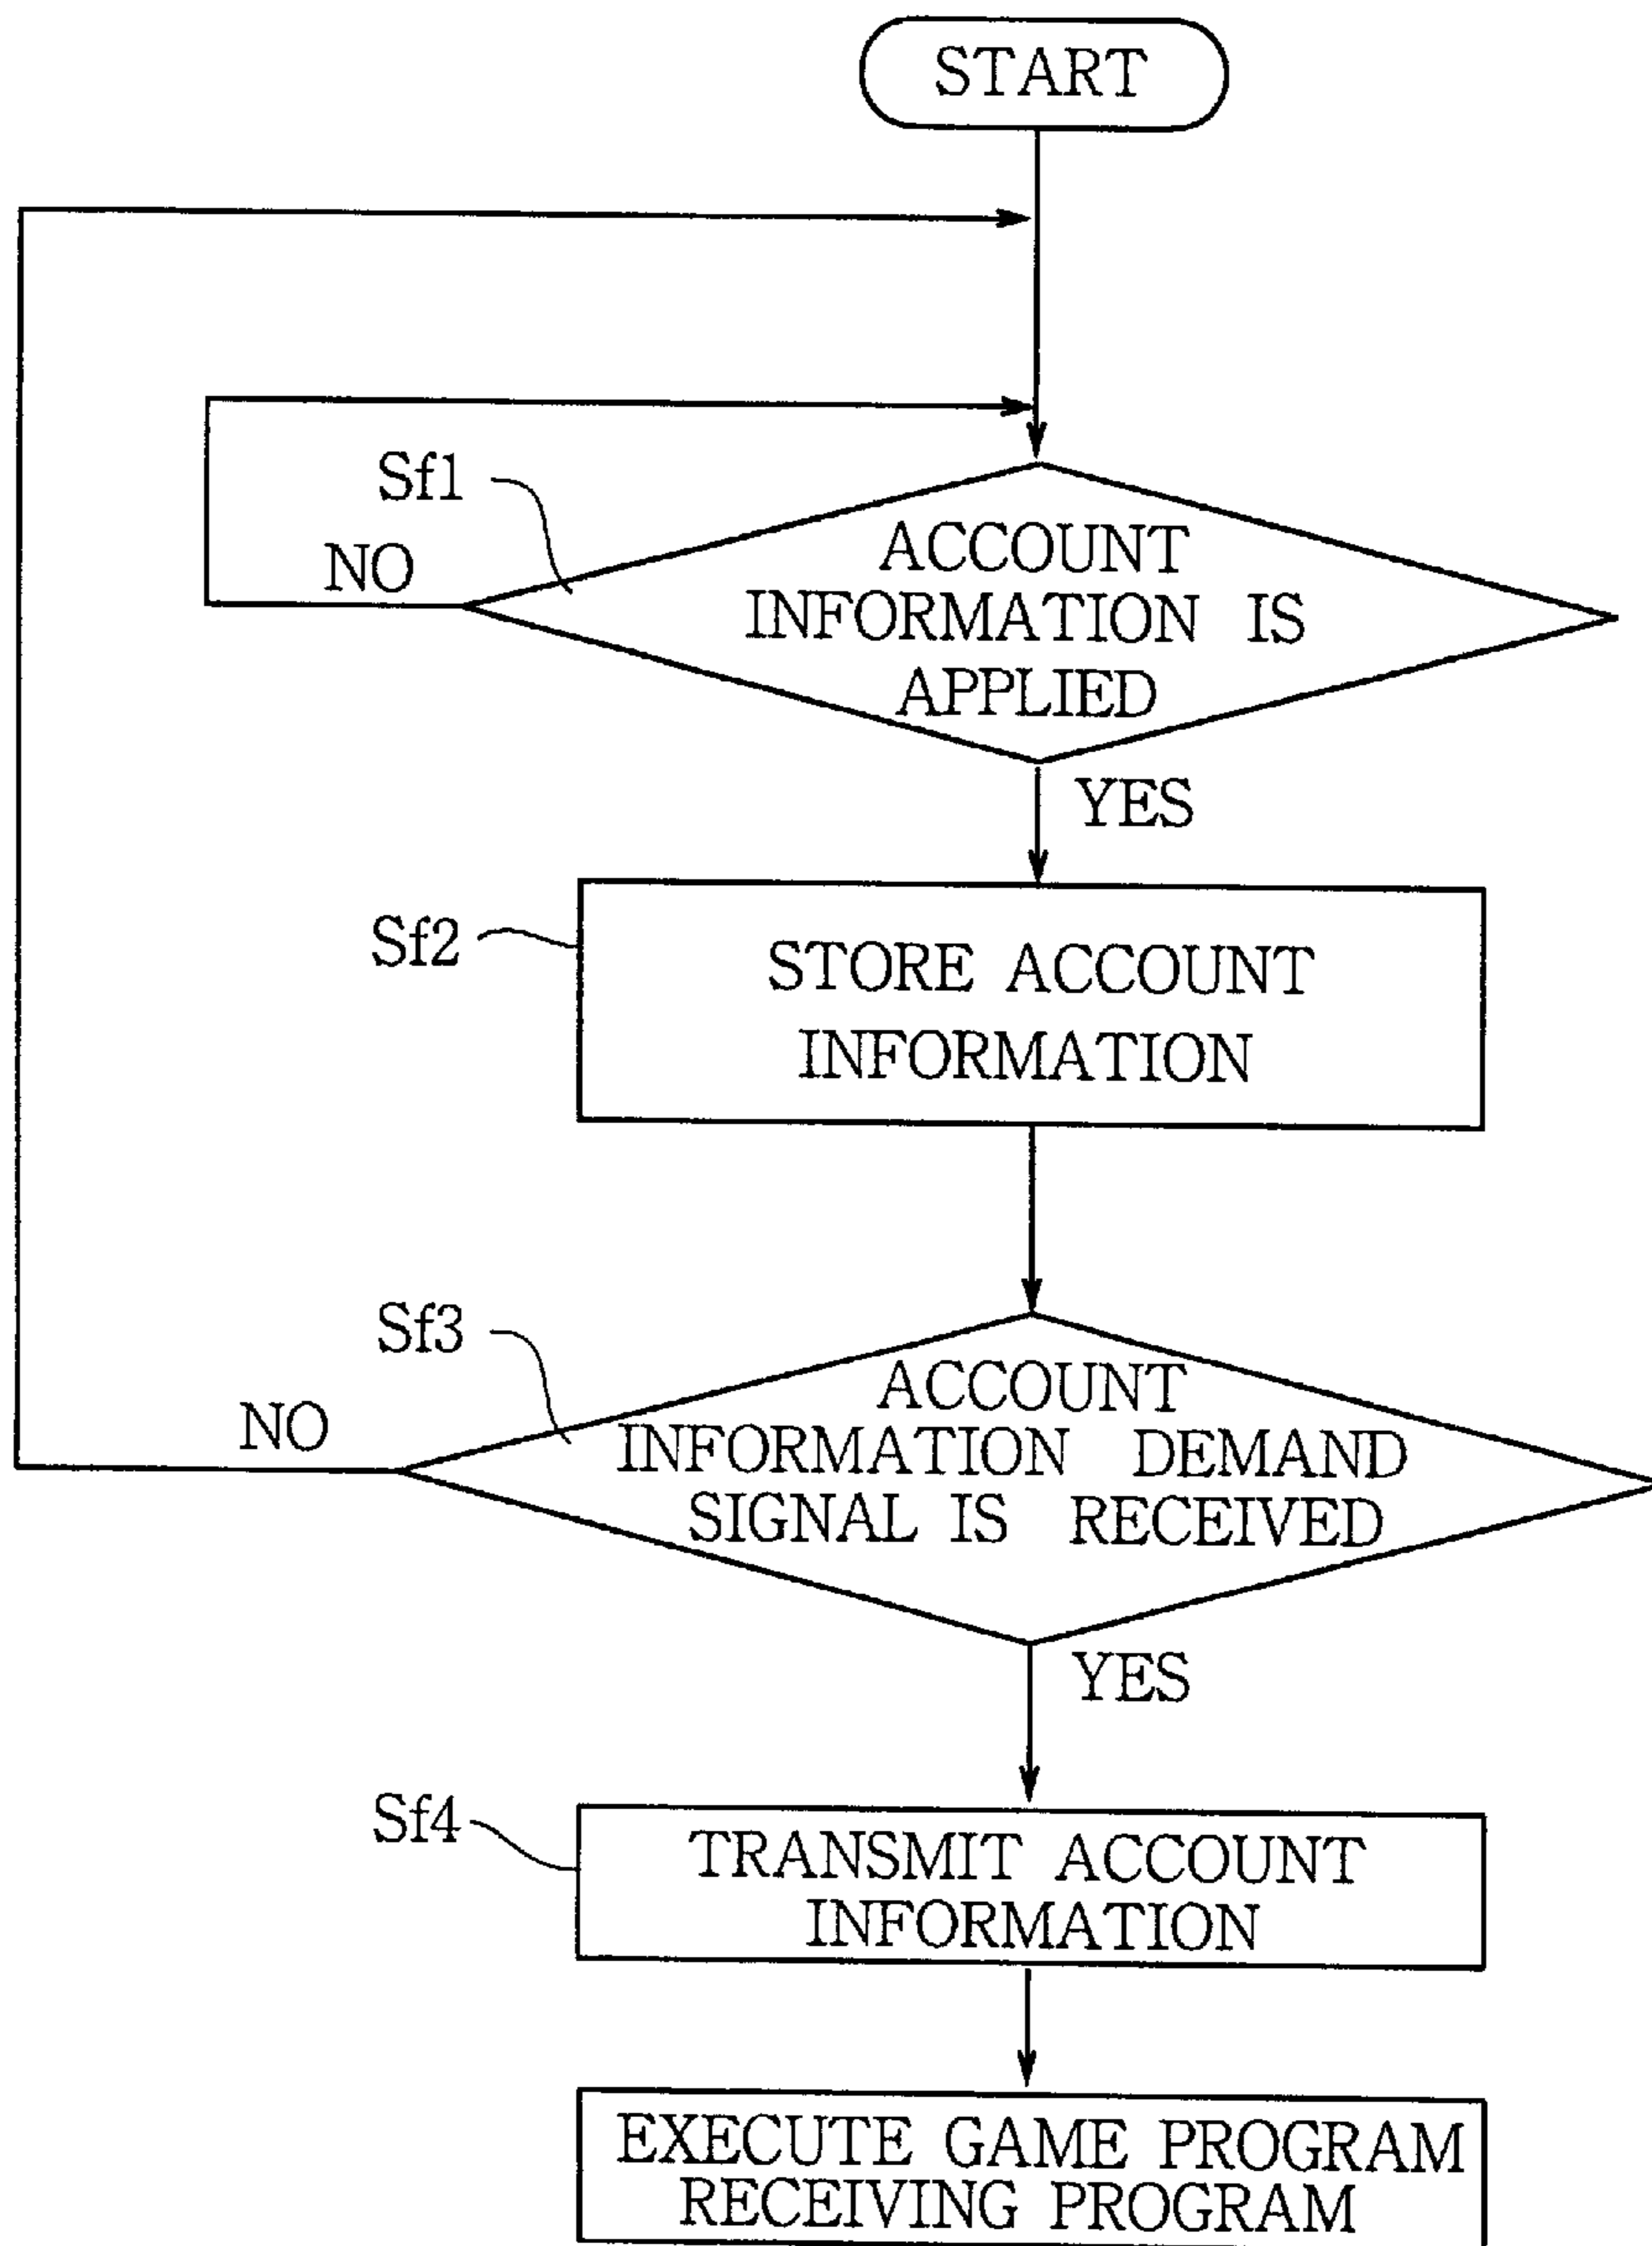 START
Sf1
NO
ACCOUNT
INFORMATION IS
APPLIED
YES
Sf2
STORE ACCOUNT
INFORMATION
Sf3
NO
ACCOUNT
INFORMATION DEMAND
SIGNAL IS RECEIVED
YES
Sf4
TRANSMIT ACCOUNT
INFORMATION
EXECUTE GAME PROGRAM
RECEIVING PROGRAM